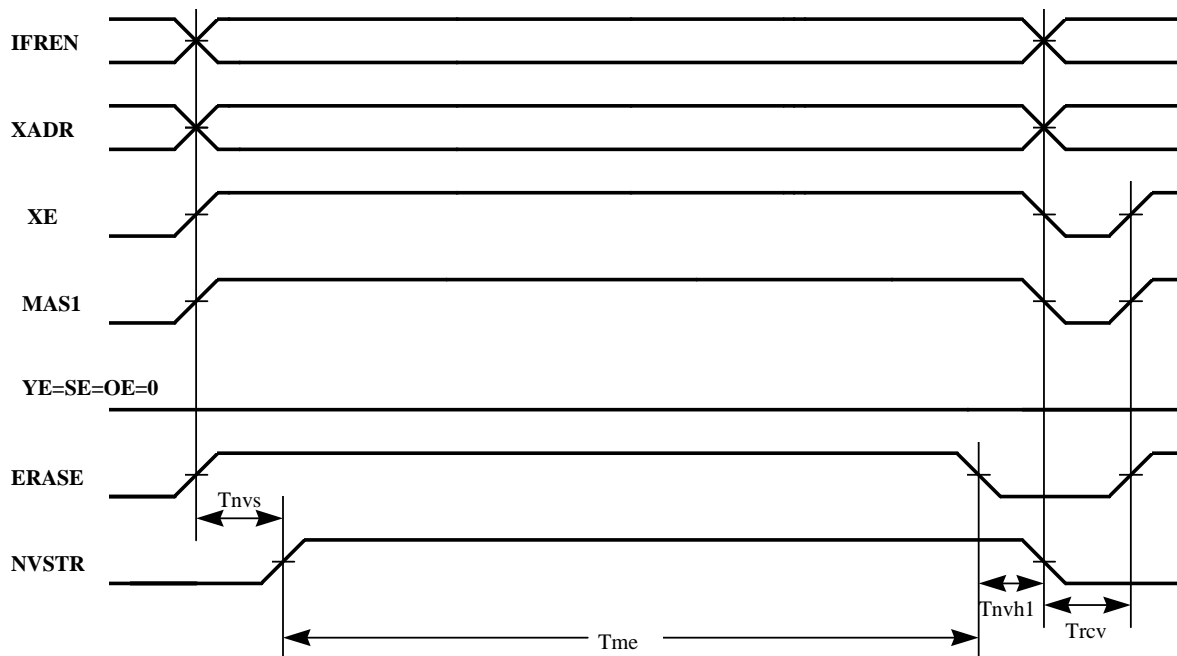 IFREN
XADR
XE
MAS1
YE=SE=OE=0
ERASE
Tnvs
NVSTR
Tnvh1
Trcv
Tme